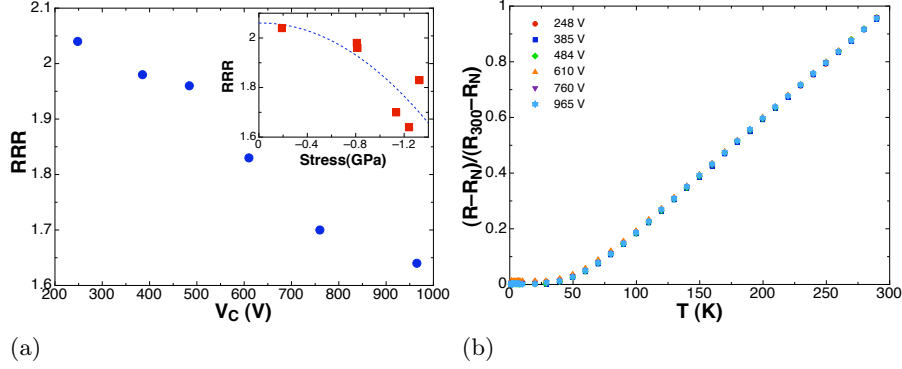 2.1
2
1.9
1.8
1.7
1.6
RRR
200 300 400 500 600 700 800 900 1000
V_C (V)
2.2
2
1.8
1.6
RRR
0 −0.4 −0.8 −1.2
Stress(GPa)
(a)
1
0.8
0.6
0.4
0.2
0
(R−R_N)/(R_300−R_N)
248 V
385 V
484 V
610 V
760 V
965 V
0 50 100 150 200 250 300
T (K)
(b)